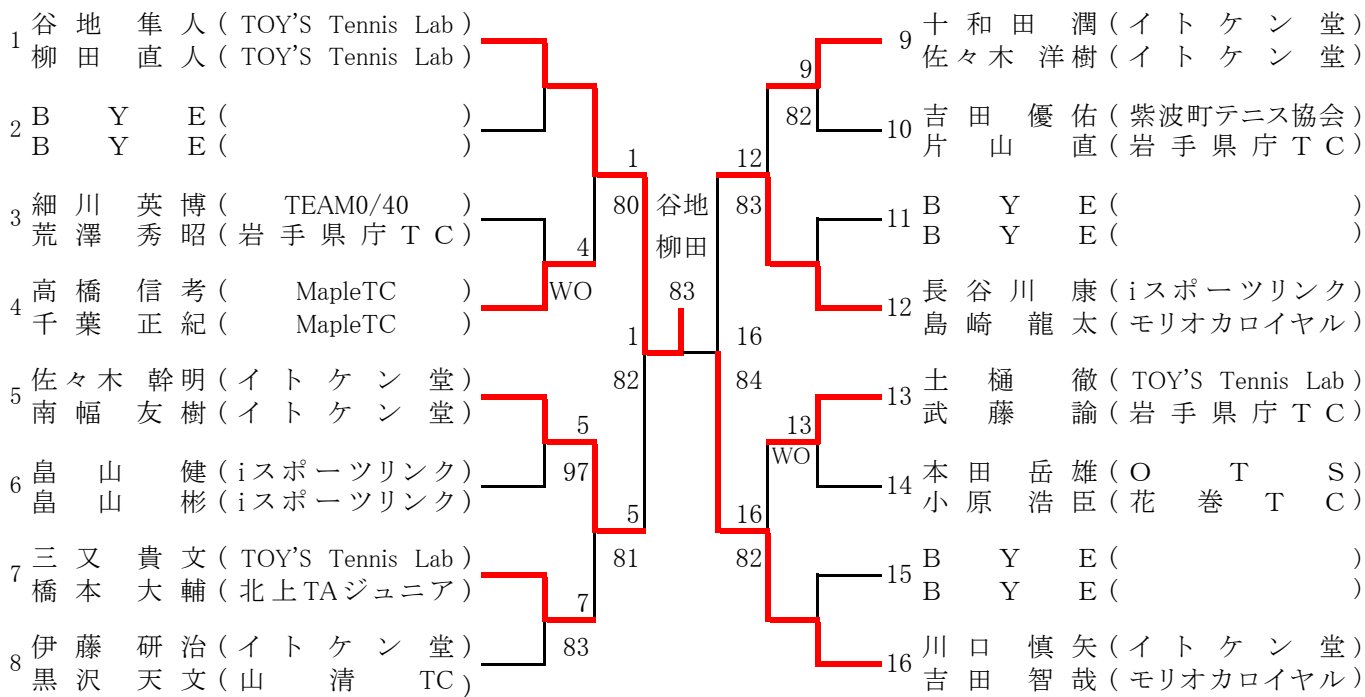 1 谷地 隼人 ( TOY'S Tennis Lab )
柳田 直人 ( TOY'S Tennis Lab )
2 B Y E ( )
B Y E ( )
3 細川 英博 ( TEAM0/40 )
荒澤 秀昭 ( 岩手県庁TC )
4 高橋 信考 ( MapleTC )
千葉 正紀 ( MapleTC )
5 佐々木 幹明 ( イトケン堂 )
南幅 友樹 ( イトケン堂 )
6 畠山 健 ( iスポーツリンク )
畠山 彬 ( iスポーツリンク )
7 三又 貴文 ( TOY'S Tennis Lab )
橋本 大輔 ( 北上TAジュニア )
8 伊藤 研治 ( イトケン堂 )
黒沢 天文 ( 山清TC )
4
WO
5
97
7
83
1
80
5
81
1
82
谷地
柳田
83
16
84
12
83
16
82
9
82
13
WO
9 十和田 潤 ( イトケン堂 )
佐々木 洋樹 ( イトケン堂 )
10 吉田 優佑 ( 紫波町テニス協会 )
片山 直 ( 岩手県庁TC )
11 B Y E ( )
B Y E ( )
12 長谷川 康 ( iスポーツリンク )
島崎 龍太 ( モリオカロイヤル )
13 土樋 徹 ( TOY'S Tennis Lab )
武藤 諭 ( 岩手県庁TC )
14 本田 岳雄 ( O T S )
小原 浩臣 ( 花巻TC )
15 B Y E ( )
B Y E ( )
16 川口 慎矢 ( イトケン堂 )
吉田 智哉 ( モリオカロイヤル )